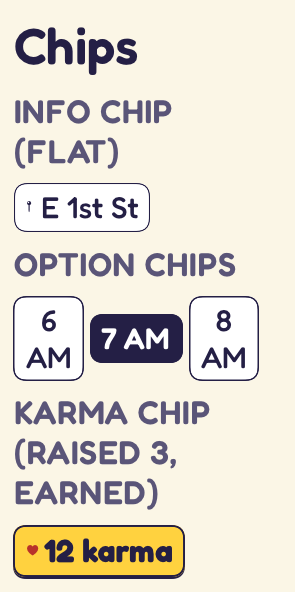 Chips
INFO CHIP
(FLAT)
E 1st St
OPTION CHIPS
6
AM
7 AM
8
AM
KARMA CHIP
(RAISED 3,
EARNED)
12 karma